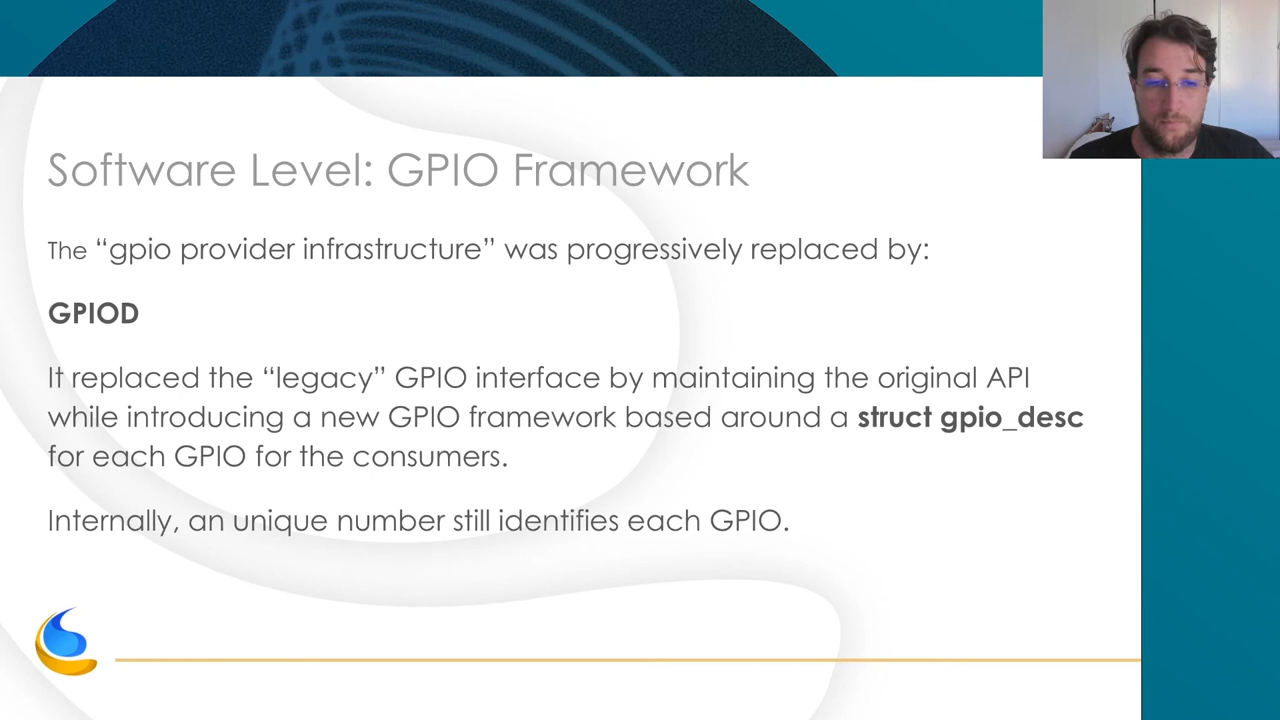 Software Level: GPIO Framework
The “gpio provider infrastructure” was progressively replaced by:
GPIOD
It replaced the “legacy” GPIO interface by maintaining the original API
while introducing a new GPIO framework based around a struct gpio_desc
for each GPIO for the consumers.
Internally, an unique number still identifies each GPIO.